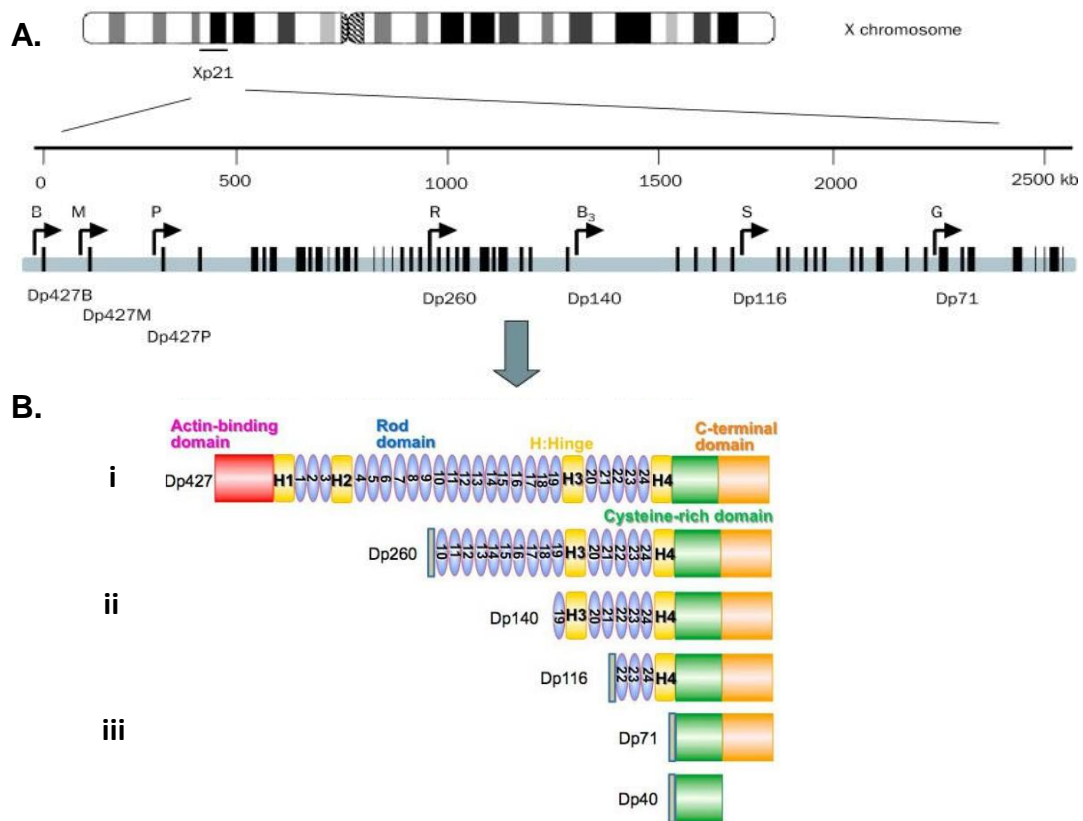 A.
X chromosome
Xp21
0 500 1000 1500 2000 2500 kb
B M P R B3 S G
Dp427B Dp260 Dp140 Dp116 Dp71
Dp427M
Dp427P
B.
Actin-binding domain
Rod domain
H:Hinge
C-terminal domain
i
Dp427 H1 1 2 3 H2 4 5 6 7 8 9 10 11 12 13 14 15 16 17 18 19 H3 20 21 22 23 24 H4
Cysteine-rich domain
Dp260 10 11 12 13 14 15 16 17 18 19 H3 20 21 22 23 24 H4
ii
Dp140 19 H3 20 21 22 23 24 H4
Dp116 22 23 24 H4
iii
Dp71
Dp40